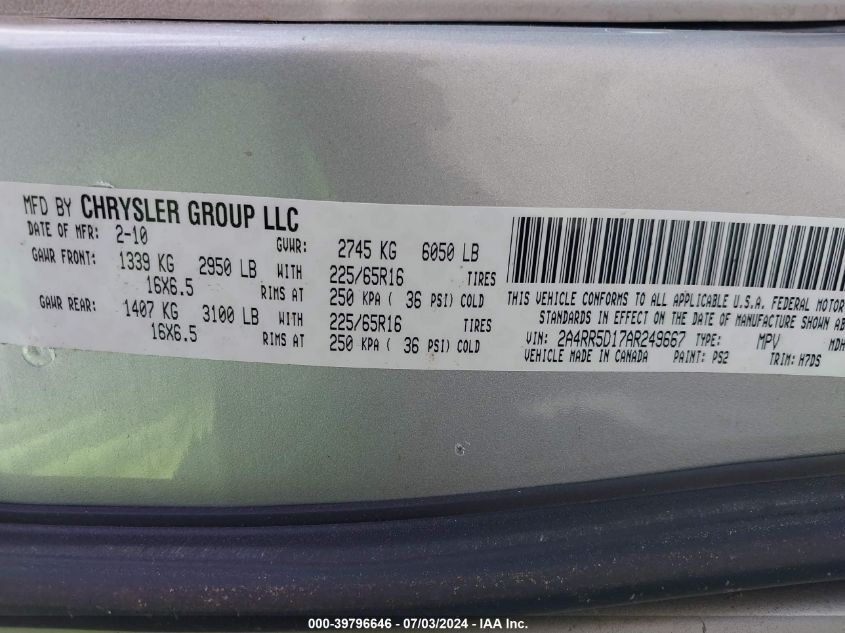 MFD BY CHRYSLER GROUP LLC
DATE OF MFR: 2-10 GVWR: 2745 KG 6050 LB
GAWR FRONT: 1339 KG 2950 LB WITH 225/65R16 TIRES
16X6.5 RIMS AT 250 KPA ( 36 PSI) COLD
GAWR REAR: 1407 KG 3100 LB WITH 225/65R16 TIRES
16X6.5 RIMS AT 250 KPA ( 36 PSI) COLD
THIS VEHICLE CONFORMS TO ALL APPLICABLE U.S.A. FEDERAL MOTOR
STANDARDS IN EFFECT ON THE DATE OF MANUFACTURE SHOWN AB
VIN: 2A4RR5D17AR249667 TYPE: MPV MDH
VEHICLE MADE IN CANADA PAINT: PS2 TRIM: H7DS
000-39796646 - 07/03/2024 - IAA Inc.